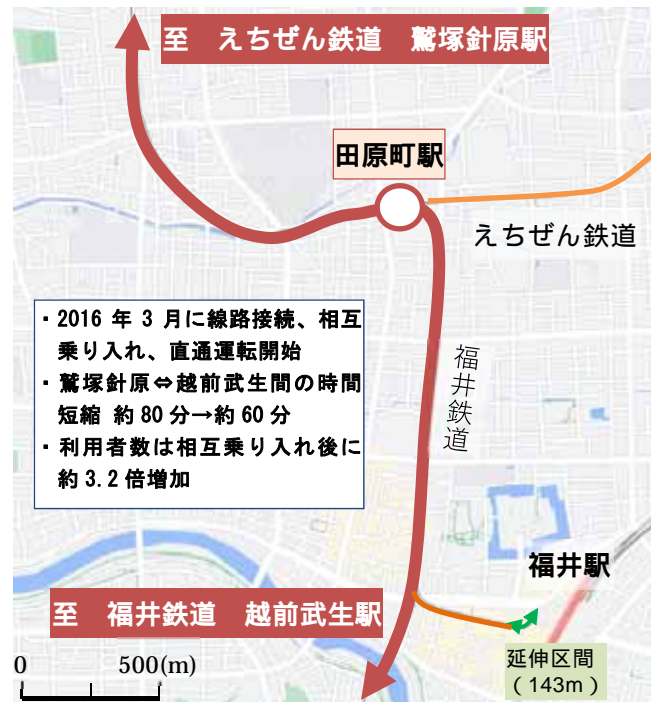 至　えちぜん鉄道　鷲塚針原駅
田原町駅
えちぜん鉄道
・2016 年 3 月に線路接続、相互
乗り入れ、直通運転開始
・鷲塚針原⇔越前武生間の時間
短縮 約 80 分→約 60 分
・利用者数は相互乗り入れ後に
約 3.2 倍増加
福井鉄道
福井駅
至　福井鉄道　越前武生駅
延伸区間
（143m）
0 500(m)